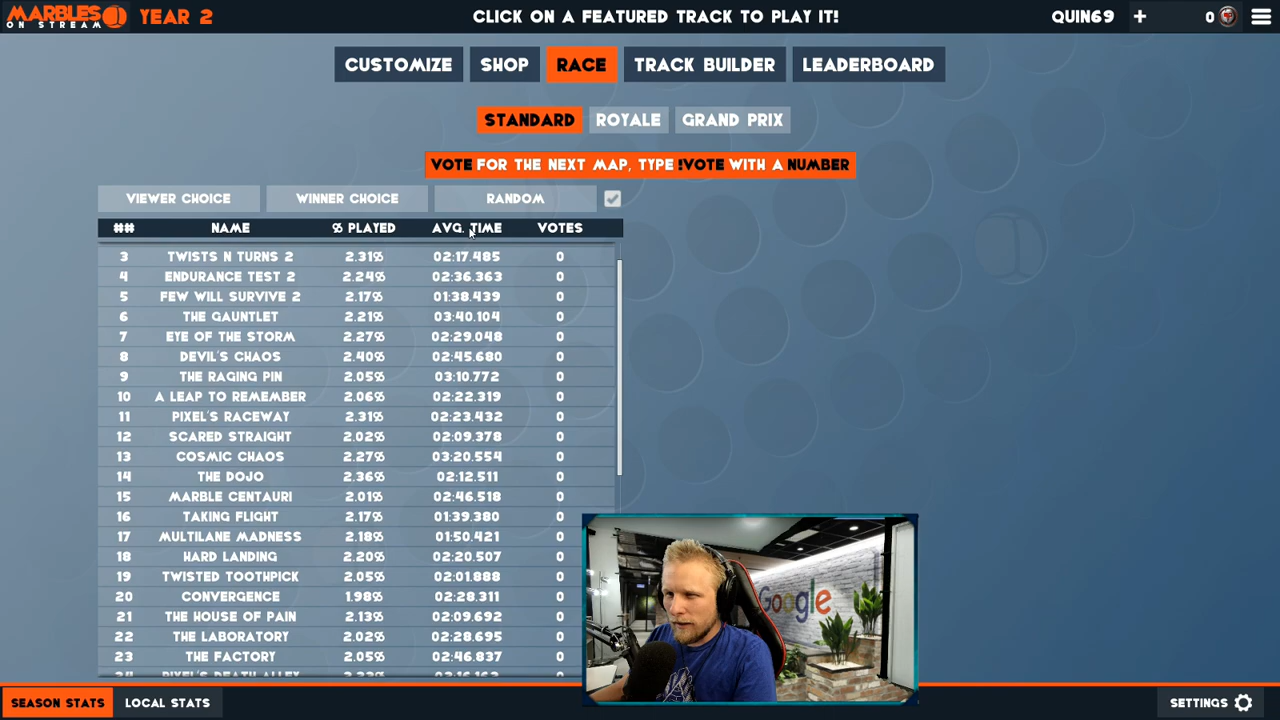 MARBLES ON STREAM YEAR 2
CLICK ON A FEATURED TRACK TO PLAY IT!
QUIN69 + 0
CUSTOMIZE SHOP RACE TRACK BUILDER LEADERBOARD
STANDARD ROYALE GRAND PRIX
VOTE FOR THE NEXT MAP, TYPE !VOTE WITH A NUMBER
VIEWER CHOICE WINNER CHOICE RANDOM
## NAME % PLAYED AVG. TIME VOTES
3 TWISTS N TURNS 2 2.31% 02:17.485 0
4 ENDURANCE TEST 2 2.24% 02:36.363 0
5 FEW WILL SURVIVE 2 2.17% 01:38.439 0
6 THE GAUNTLET 2.21% 03:40.104 0
7 EYE OF THE STORM 2.27% 02:29.048 0
8 DEVIL'S CHAOS 2.40% 02:45.680 0
9 THE RAGING PIN 2.05% 03:10.772 0
10 A LEAP TO REMEMBER 2.06% 02:22.319 0
11 PIXEL'S RACEWAY 2.31% 02:23.432 0
12 SCARED STRAIGHT 2.02% 02:09.378 0
13 COSMIC CHAOS 2.27% 03:20.554 0
14 THE DOJO 2.36% 02:12.511 0
15 MARBLE CENTAURI 2.01% 02:46.518 0
16 TAKING FLIGHT 2.17% 01:39.380 0
17 MULTILANE MADNESS 2.18% 01:50.421 0
18 HARD LANDING 2.20% 02:20.507 0
19 TWISTED TOOTHPICK 2.05% 02:01.888 0
20 CONVERGENCE 1.98% 02:28.311 0
21 THE HOUSE OF PAIN 2.13% 02:09.692 0
22 THE LABORATORY 2.02% 02:28.695 0
23 THE FACTORY 2.05% 02:46.837 0
PIXEL'S DEATH ALLEY
Google
SEASON STATS LOCAL STATS
SETTINGS